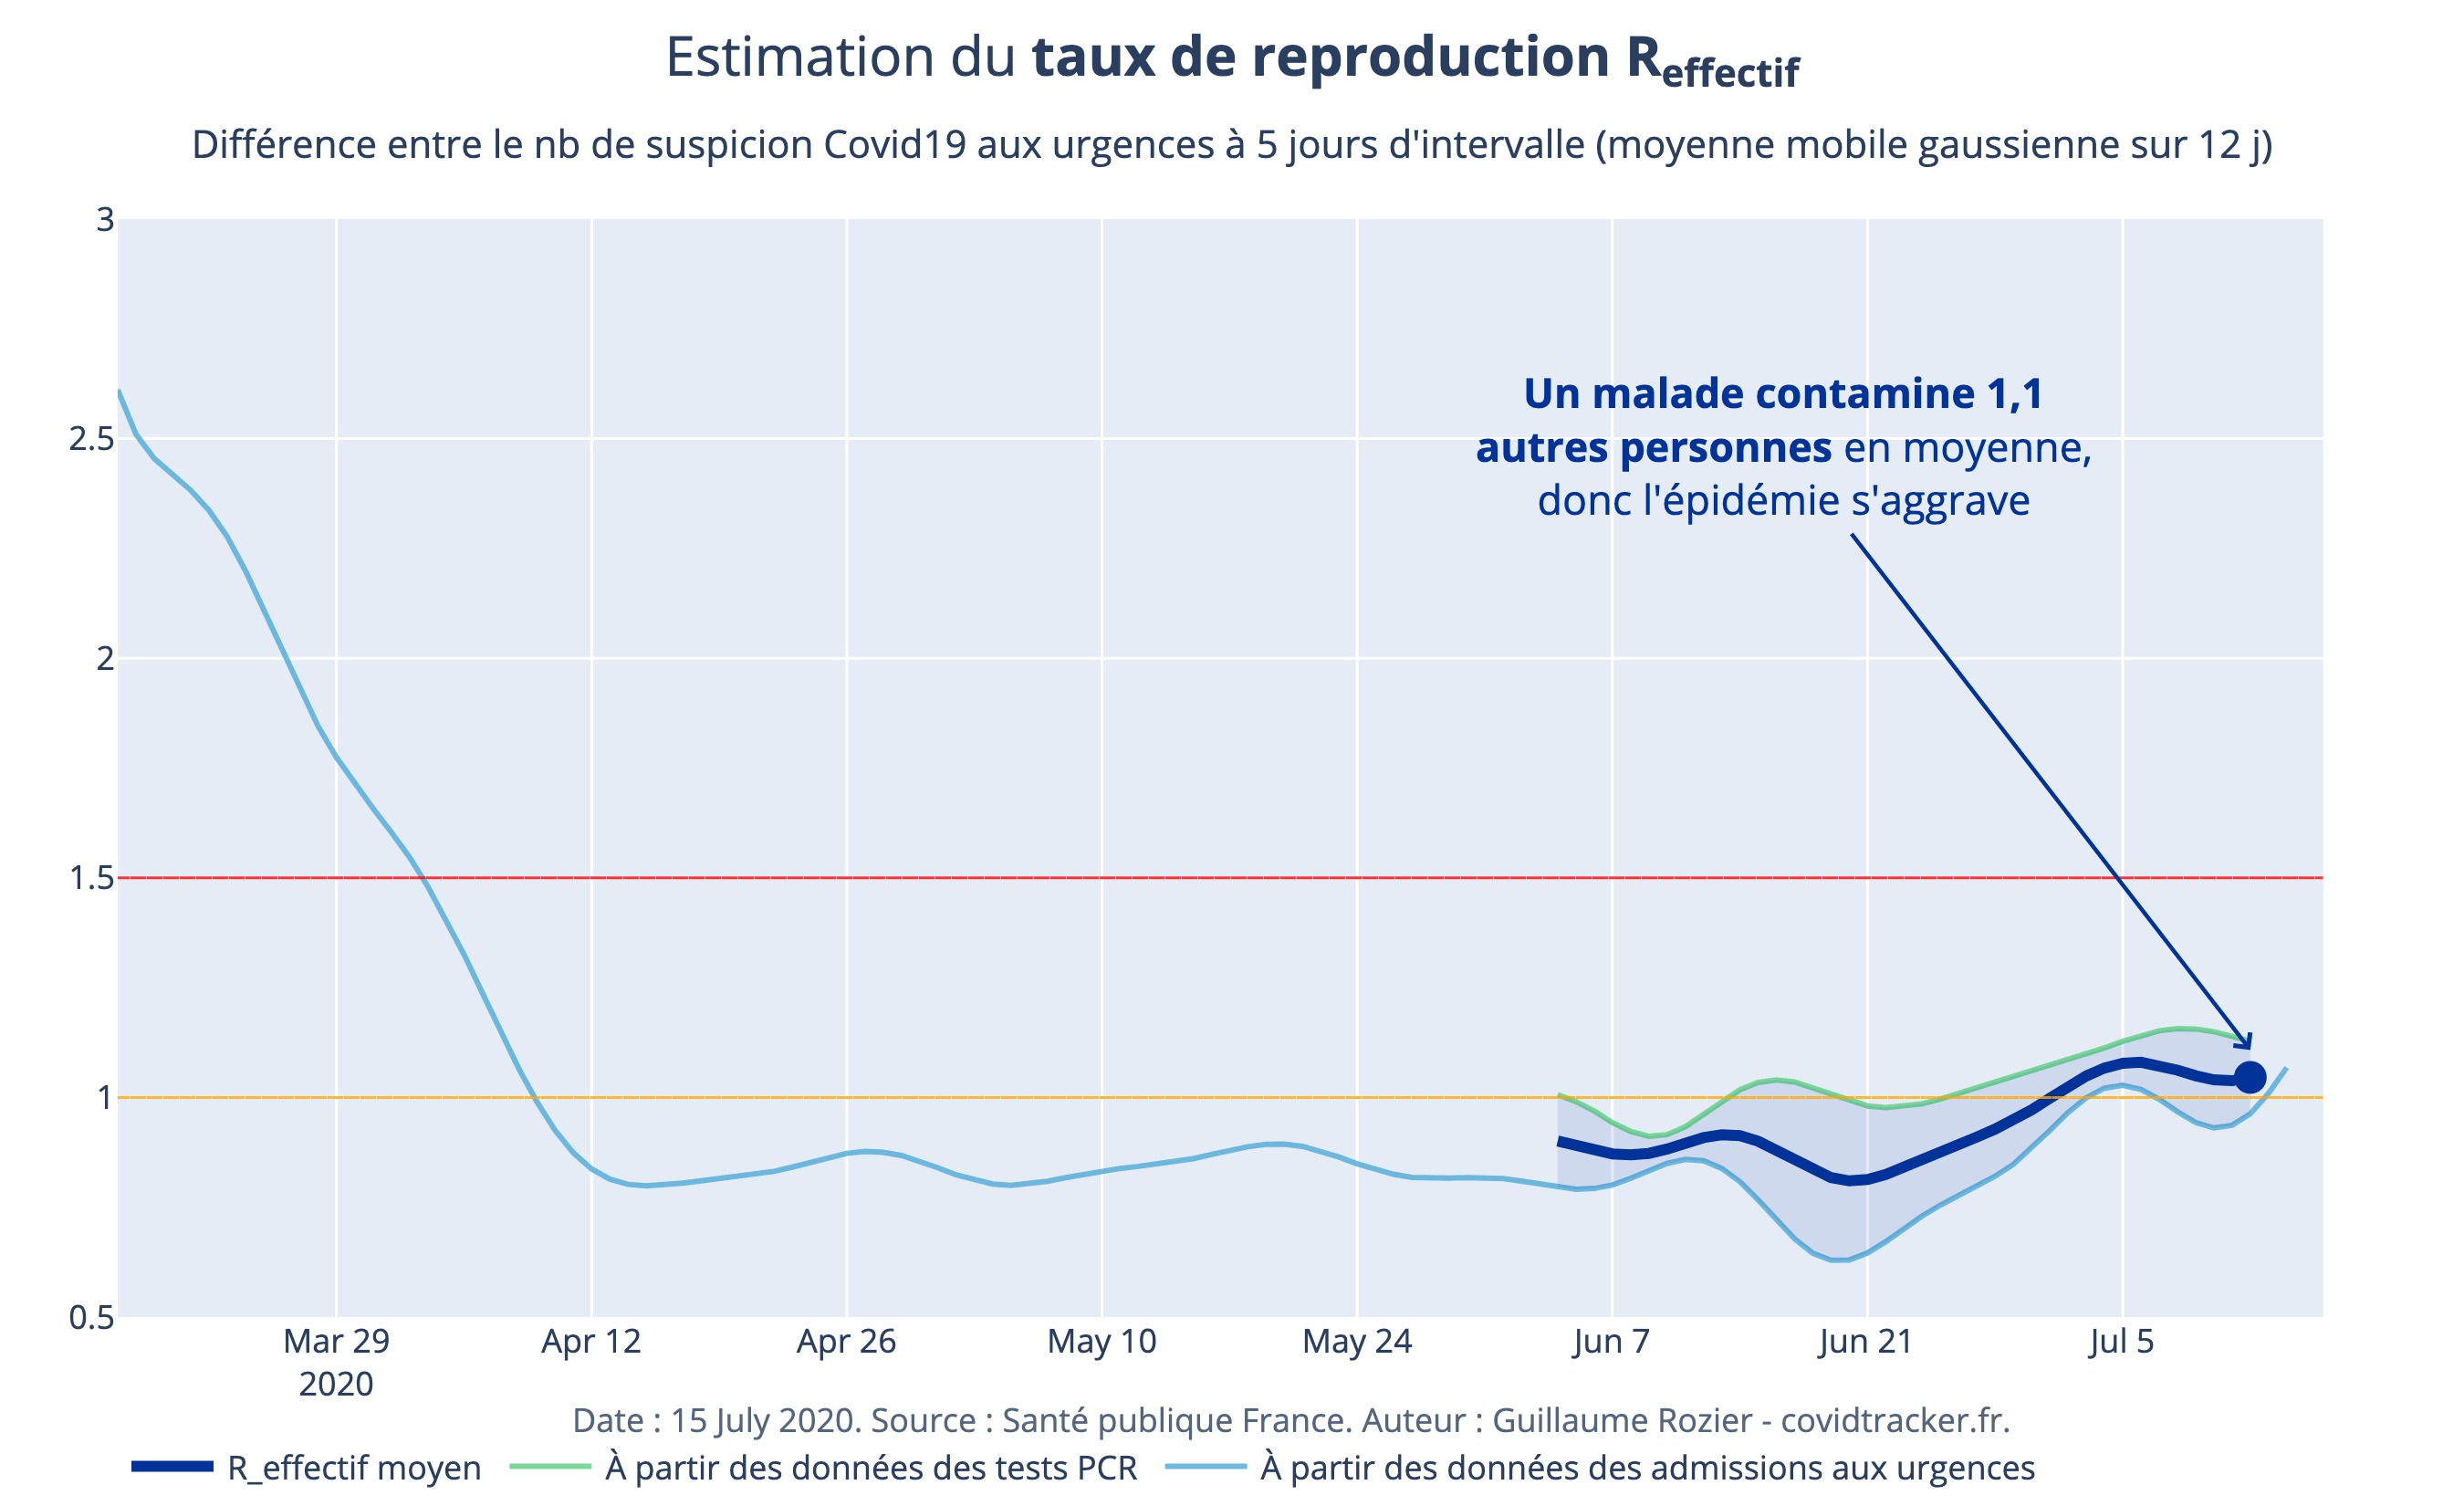 Estimation du taux de reproduction Reffectif
Différence entre le nb de suspicion Covid19 aux urgences à 5 jours d'intervalle (moyenne mobile gaussienne sur 12 j)
3
2.5
2
1.5
1
0.5
Un malade contamine 1,1
autres personnes en moyenne,
donc l'épidémie s'aggrave
Mar 29
2020
Apr 12
Apr 26
May 10
May 24
Jun 7
Jun 21
Jul 5
Date : 15 July 2020. Source : Santé publique France. Auteur : Guillaume Rozier - covidtracker.fr.
R_effectif moyen
À partir des données des tests PCR
À partir des données des admissions aux urgences